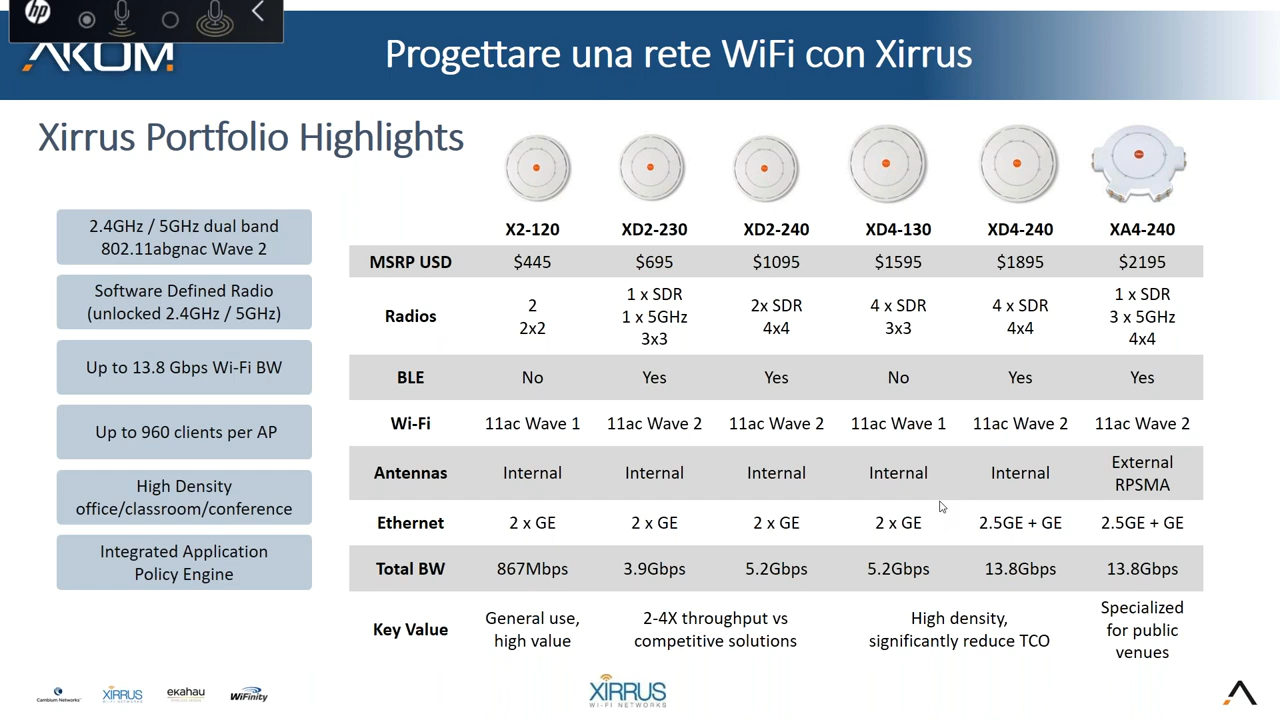 hp
AKOM
Progettare una rete WiFi con Xirrus
Xirrus Portfolio Highlights
2.4GHz / 5GHz dual band
802.11abgnac Wave 2
Software Defined Radio
(unlocked 2.4GHz / 5GHz)
Up to 13.8 Gbps Wi-Fi BW
Up to 960 clients per AP
High Density
office/classroom/conference
Integrated Application
Policy Engine
X2-120 XD2-230 XD2-240 XD4-130 XD4-240 XA4-240
MSRP USD $445 $695 $1095 $1595 $1895 $2195
Radios
2
2x2
1 x SDR
1 x 5GHz
3x3
2x SDR
4x4
4 x SDR
3x3
4 x SDR
4x4
1 x SDR
3 x 5GHz
4x4
BLE No Yes Yes No Yes Yes
Wi-Fi 11ac Wave 1 11ac Wave 2 11ac Wave 2 11ac Wave 1 11ac Wave 2 11ac Wave 2
Antennas Internal Internal Internal Internal Internal
External
RPSMA
Ethernet 2 x GE 2 x GE 2 x GE 2 x GE 2.5GE + GE 2.5GE + GE
Total BW 867Mbps 3.9Gbps 5.2Gbps 5.2Gbps 13.8Gbps 13.8Gbps
Key Value
General use,
high value
2-4X throughput vs
competitive solutions
High density,
significantly reduce TCO
Specialized
for public
venues
Cambium Networks
XIRRUS
WI-FI NETWORKS
ekahau
WiFinity
XIRRUS
WI-FI NETWORKS